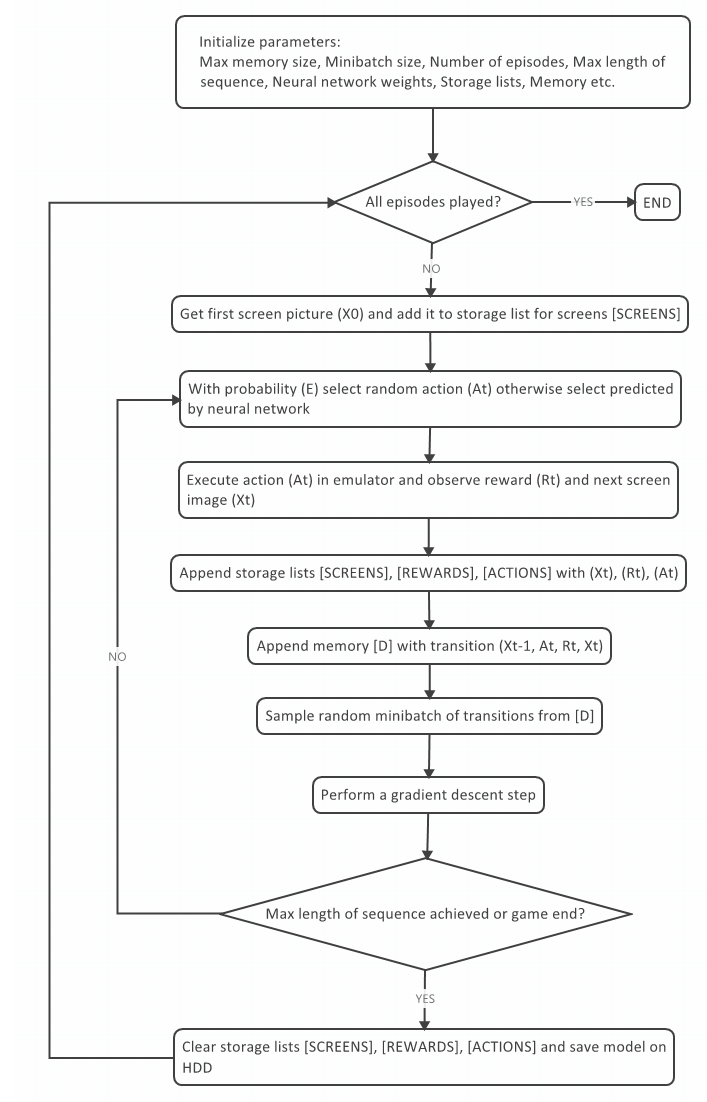 Initialize parameters:
Max memory size, Minibatch size, Number of episodes, Max length of
sequence, Neural network weights, Storage lists, Memory etc.
All episodes played?
YES
END
NO
Get first screen picture (X0) and add it to storage list for screens [SCREENS]
With probability (E) select random action (At) otherwise select predicted
by neural network
Execute action (At) in emulator and observe reward (Rt) and next screen
image (Xt)
Append storage lists [SCREENS], [REWARDS], [ACTIONS] with (Xt), (Rt), (At)
Append memory [D] with transition (Xt-1, At, Rt, Xt)
NO
Sample random minibatch of transitions from [D]
Perform a gradient descent step
Max length of sequence achieved or game end?
YES
Clear storage lists [SCREENS], [REWARDS], [ACTIONS] and save model on
HDD